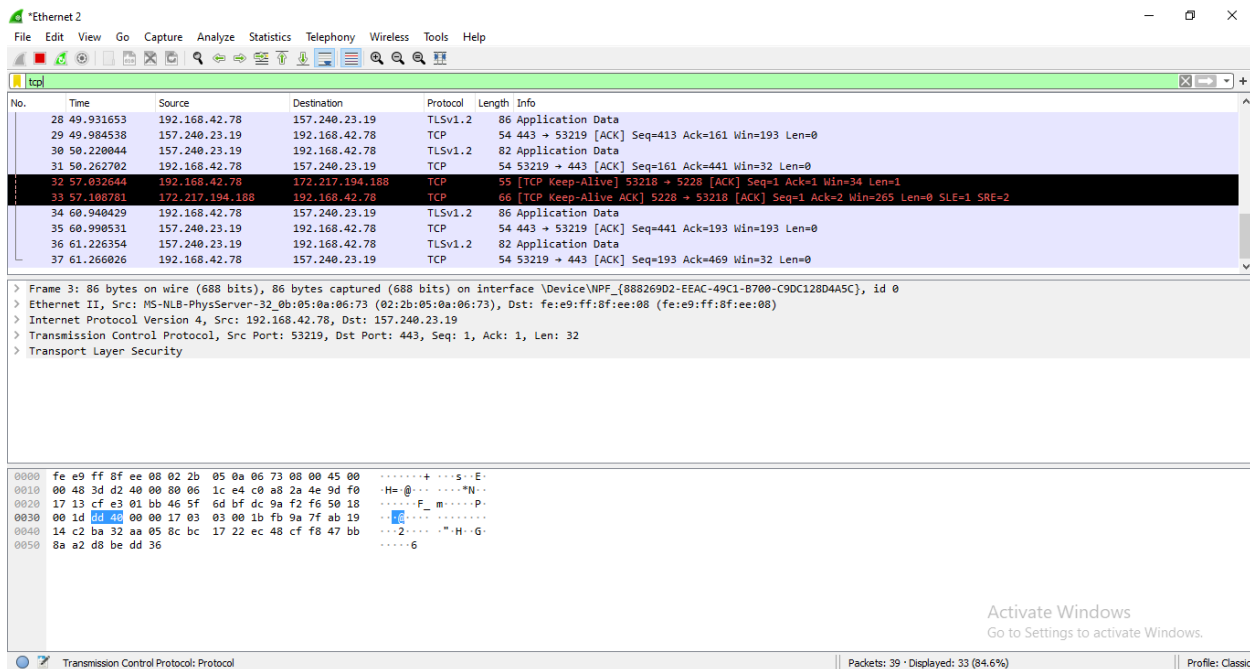 *Ethernet 2
File Edit View Go Capture Analyze Statistics Telephony Wireless Tools Help
tcp
No. Time Source Destination Protocol Length Info
28 49.931653 192.168.42.78 157.240.23.19 TLSv1.2 86 Application Data
29 49.984538 157.240.23.19 192.168.42.78 TCP 54 443 → 53219 [ACK] Seq=413 Ack=161 Win=193 Len=0
30 50.220044 157.240.23.19 192.168.42.78 TLSv1.2 82 Application Data
31 50.262702 192.168.42.78 157.240.23.19 TCP 54 53219 → 443 [ACK] Seq=161 Ack=441 Win=32 Len=0
32 57.032644 192.168.42.78 172.217.194.188 TCP 55 [TCP Keep-Alive] 53218 → 5228 [ACK] Seq=1 Ack=1 Win=34 Len=1
33 57.108781 172.217.194.188 192.168.42.78 TCP 66 [TCP Keep-Alive ACK] 5228 → 53218 [ACK] Seq=1 Ack=2 Win=265 Len=0 SLE=1 SRE=2
34 60.940429 192.168.42.78 157.240.23.19 TLSv1.2 86 Application Data
35 60.990531 157.240.23.19 192.168.42.78 TCP 54 443 → 53219 [ACK] Seq=441 Ack=193 Win=193 Len=0
36 61.226354 157.240.23.19 192.168.42.78 TLSv1.2 82 Application Data
37 61.266026 192.168.42.78 157.240.23.19 TCP 54 53219 → 443 [ACK] Seq=193 Ack=469 Win=32 Len=0
> Frame 3: 86 bytes on wire (688 bits), 86 bytes captured (688 bits) on interface \Device\NPF_{888269D2-EEAC-49C1-B700-C9DC128D4A5C}, id 0
> Ethernet II, Src: MS-NLB-PhysServer-32_0b:05:0a:06:73 (02:2b:05:0a:06:73), Dst: fe:e9:ff:8f:ee:08 (fe:e9:ff:8f:ee:08)
> Internet Protocol Version 4, Src: 192.168.42.78, Dst: 157.240.23.19
> Transmission Control Protocol, Src Port: 53219, Dst Port: 443, Seq: 1, Ack: 1, Len: 32
> Transport Layer Security
0000 fe e9 ff 8f ee 08 02 2b 05 0a 06 73 08 00 45 00 ·······+ ···s··E·
0010 00 48 3d d2 40 00 80 06 1c e4 c0 a8 2a 4e 9d f0 ·H=·@··· ····*N··
0020 17 13 cf e3 01 bb 46 5f 6d bf dc 9a f2 f6 50 18 ······F_ m·····P·
0030 00 1d dd 40 00 00 17 03 03 00 1b fb 9a 7f ab 19 ···@···· ········
0040 14 c2 ba 32 aa 05 8c bc 17 22 ec 48 cf f8 47 bb ···2···· ·"·H··G·
0050 8a a2 d8 be dd 36 ·····6
Activate Windows
Go to Settings to activate Windows.
Transmission Control Protocol: Protocol Packets: 39 · Displayed: 33 (84.6%) Profile: Classic